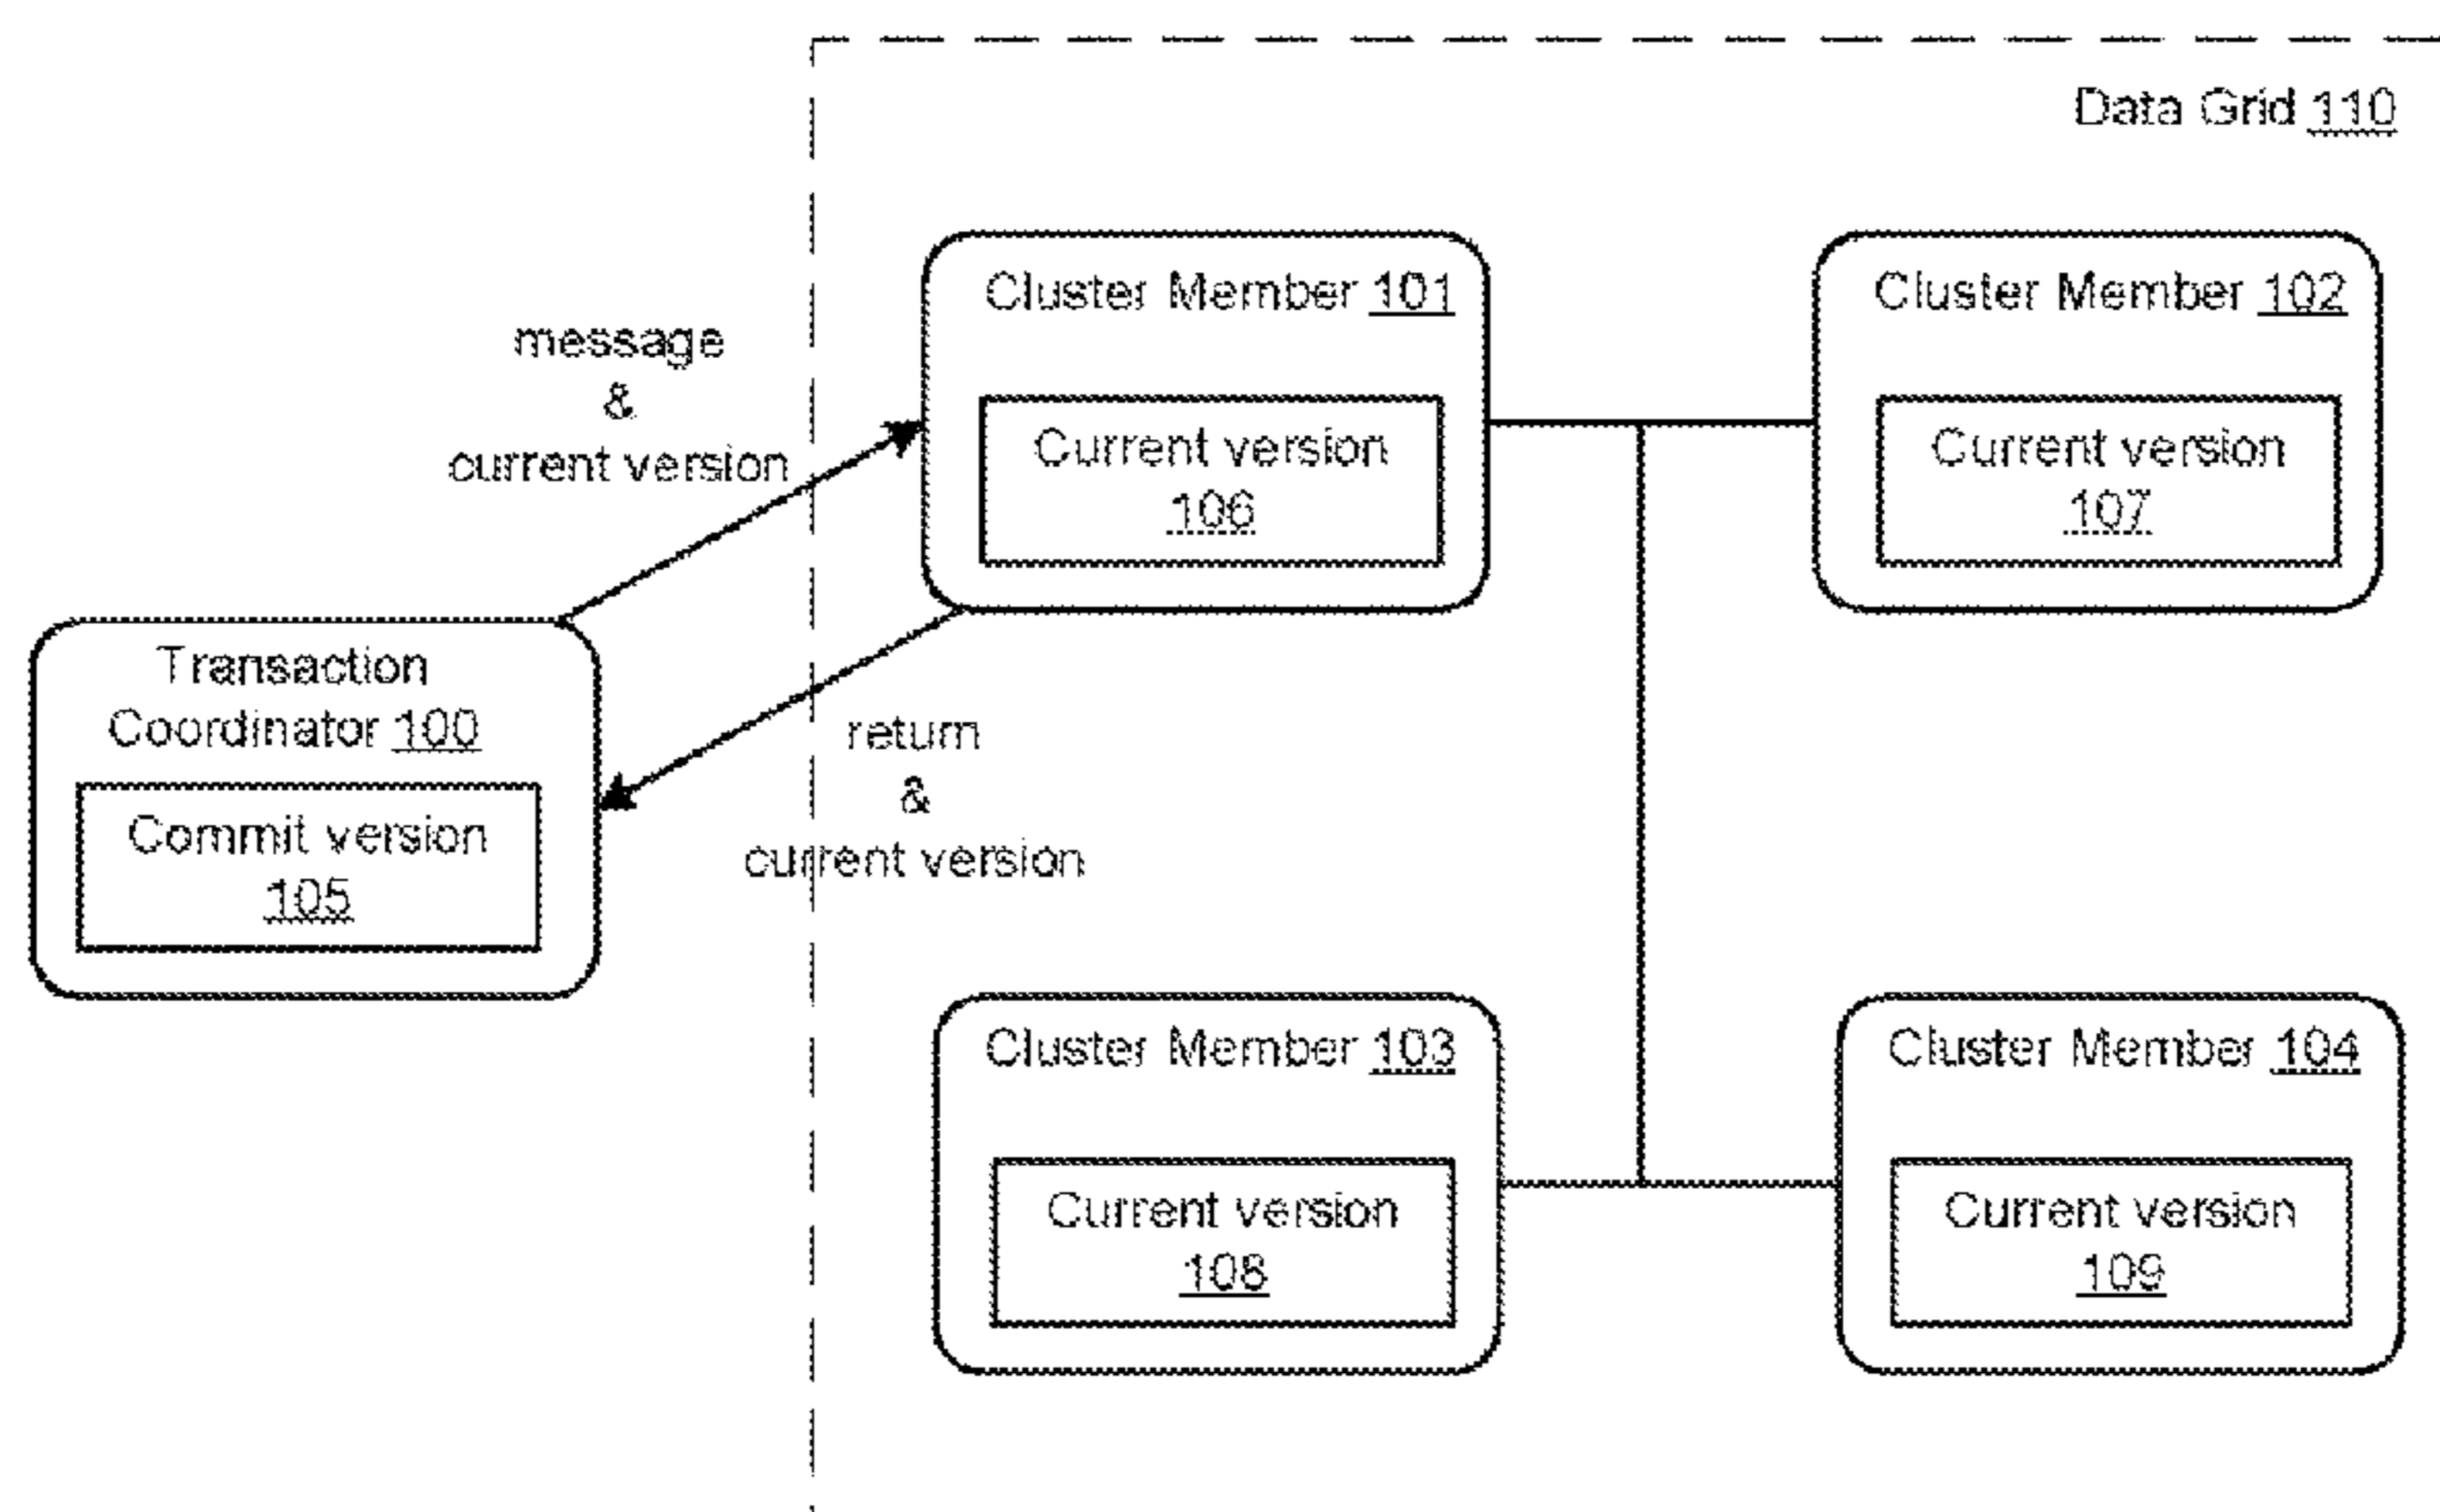 Data Grid 110
Cluster Member 101
Current version
106
Cluster Member 102
Current version
107
message
&
current version
Transaction
Coordinator 100
Commit version
105
return
&
current version
Cluster Member 103
Current version
108
Cluster Member 104
Current version
109